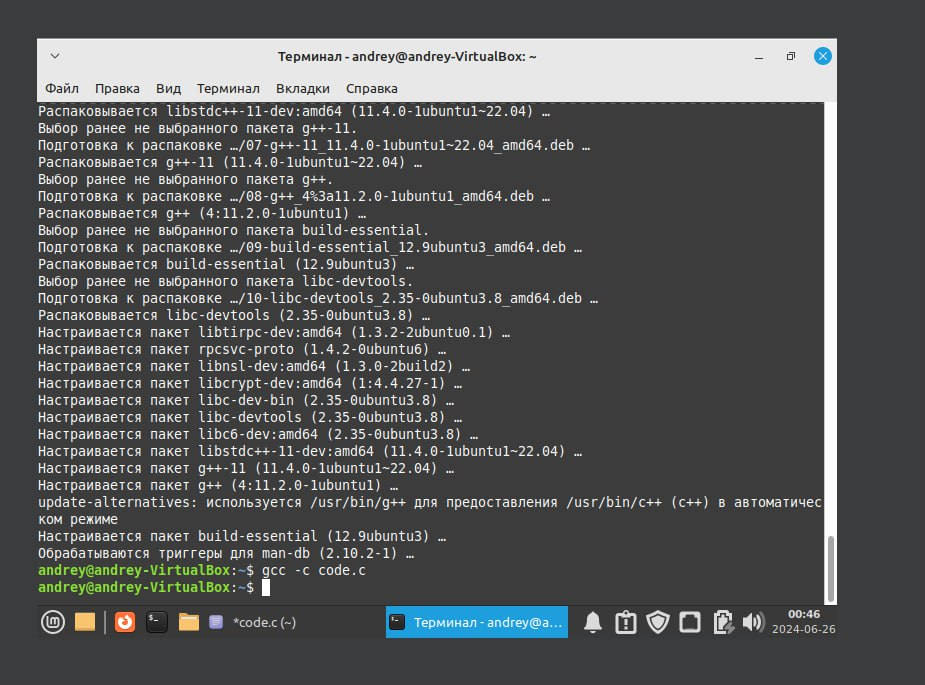 Терминал - andrey@andrey-VirtualBox: ~
Файл Правка Вид Терминал Вкладки Справка
Распаковывается libstdc++-11-dev:amd64 (11.4.0-1ubuntu1~22.04) …
Выбор ранее не выбранного пакета g++-11.
Подготовка к распаковке …/07-g++-11_11.4.0-1ubuntu1~22.04_amd64.deb …
Распаковывается g++-11 (11.4.0-1ubuntu1~22.04) …
Выбор ранее не выбранного пакета g++.
Подготовка к распаковке …/08-g++_4%3a11.2.0-1ubuntu1_amd64.deb …
Распаковывается g++ (4:11.2.0-1ubuntu1) …
Выбор ранее не выбранного пакета build-essential.
Подготовка к распаковке …/09-build-essential_12.9ubuntu3_amd64.deb …
Распаковывается build-essential (12.9ubuntu3) …
Выбор ранее не выбранного пакета libc-devtools.
Подготовка к распаковке …/10-libc-devtools_2.35-0ubuntu3.8_amd64.deb …
Распаковывается libc-devtools (2.35-0ubuntu3.8) …
Настраивается пакет libtirpc-dev:amd64 (1.3.2-2ubuntu0.1) …
Настраивается пакет rpcsvc-proto (1.4.2-0ubuntu6) …
Настраивается пакет libnsl-dev:amd64 (1.3.0-2build2) …
Настраивается пакет libcrypt-dev:amd64 (1:4.4.27-1) …
Настраивается пакет libc-dev-bin (2.35-0ubuntu3.8) …
Настраивается пакет libc-devtools (2.35-0ubuntu3.8) …
Настраивается пакет libc6-dev:amd64 (2.35-0ubuntu3.8) …
Настраивается пакет libstdc++-11-dev:amd64 (11.4.0-1ubuntu1~22.04) …
Настраивается пакет g++-11 (11.4.0-1ubuntu1~22.04) …
Настраивается пакет g++ (4:11.2.0-1ubuntu1) …
update-alternatives: используется /usr/bin/g++ для предоставления /usr/bin/c++ (c++) в автоматичес
ком режиме
Настраивается пакет build-essential (12.9ubuntu3) …
Обрабатываются триггеры для man-db (2.10.2-1) …
andrey@andrey-VirtualBox:~$ gcc -c code.c
andrey@andrey-VirtualBox:~$
*code.c (~) Терминал - andrey@a... 00:46
2024-06-26